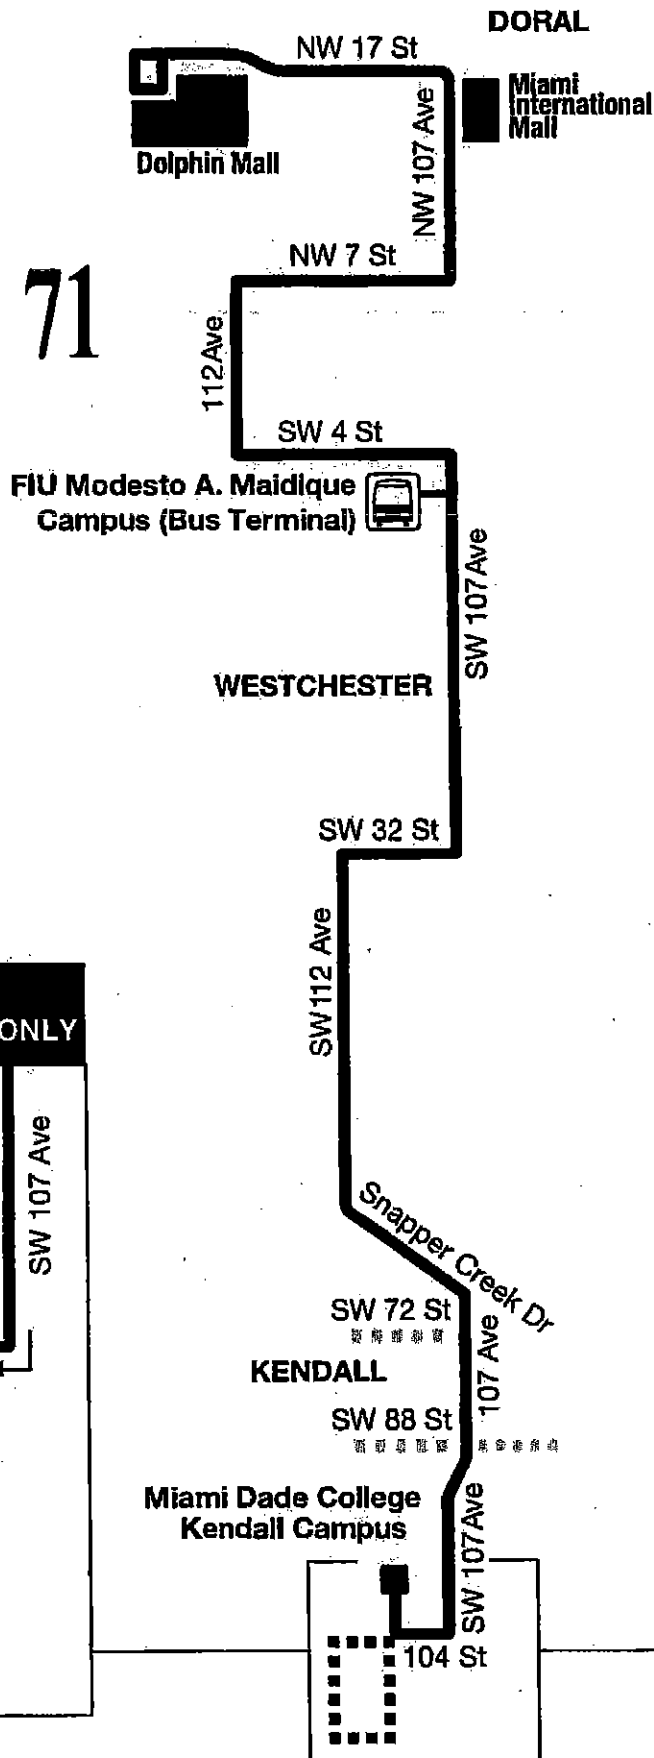 DORAL
NW 17 St
Miami
International
Mall
NW 107 Ave
Dolphin Mall
NW 7 St
71
112 Ave
SW 4 St
FIU Modesto A. Maidique
Campus (Bus Terminal)
SW 107 Ave
WESTCHESTER
SW 32 St
SW 112 Ave
ONLY
SW 107 Ave
Snapper Creek Dr
SW 72 St
107 Ave
KENDALL
SW 88 St
Miami Dade College
Kendall Campus
SW 107 Ave
104 St